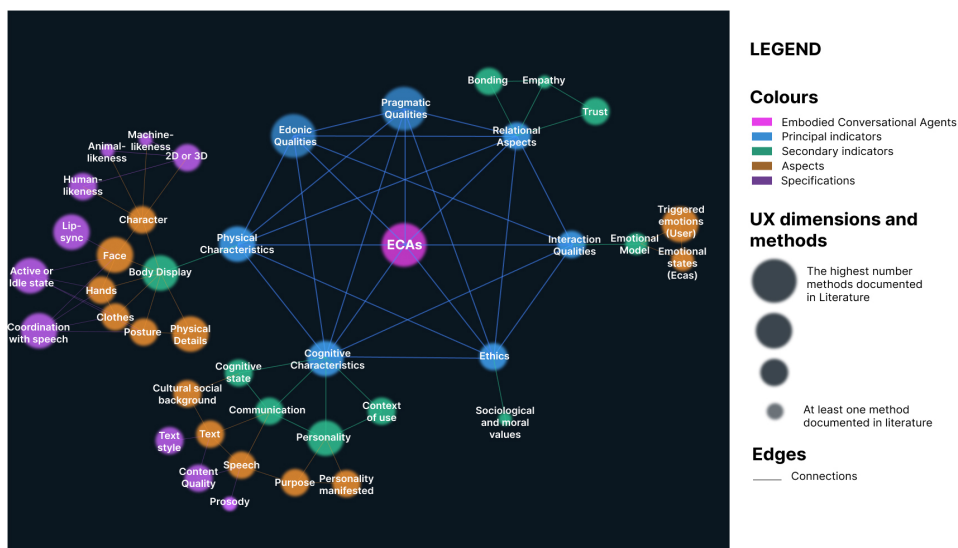 Bonding
Empathy
Trust
Pragmatic
Qualities
Edonic
Qualities
Relational
Aspects
Machine-
likeness
Animal-
likeness
2D or 3D
Human-
likeness
Character
Lip-
sync
Face
Body Display
Active or
Idle state
Hands
Clothes
Coordination
with speech
Posture
Physical
Details
Physical
Characteristics
ECAs
Interaction
Qualities
Emotional
Model
Triggered
emotions
(User)
Emotional
states
(Ecas)
Cognitive
Characteristics
Ethics
Cognitive
state
Cultural social
background
Communication
Context
of use
Sociological
and moral
values
Text
style
Text
Personality
Content
Quality
Speech
Purpose
Personality
manifested
Prosody
LEGEND
Colours
Embodied Conversational Agents
Principal indicators
Secondary indicators
Aspects
Specifications
UX dimensions and
methods
The highest number
methods documented
in Literature
At least one method
documented in literature
Edges
Connections